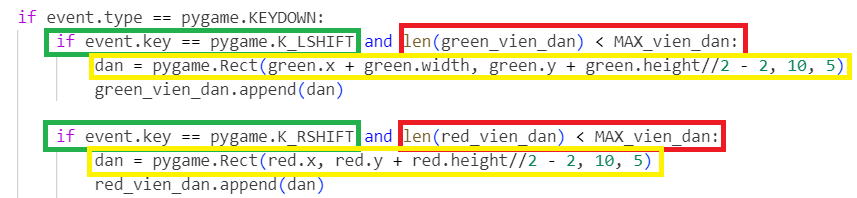 if event.type == pygame.KEYDOWN:
if event.key == pygame.K_LSHIFT and len(green_vien_dan) < MAX_vien_dan:
dan = pygame.Rect(green.x + green.width, green.y + green.height//2 - 2, 10, 5)
green_vien_dan.append(dan)
if event.key == pygame.K_RSHIFT and len(red_vien_dan) < MAX_vien_dan:
dan = pygame.Rect(red.x, red.y + red.height//2 - 2, 10, 5)
red_vien_dan.append(dan)